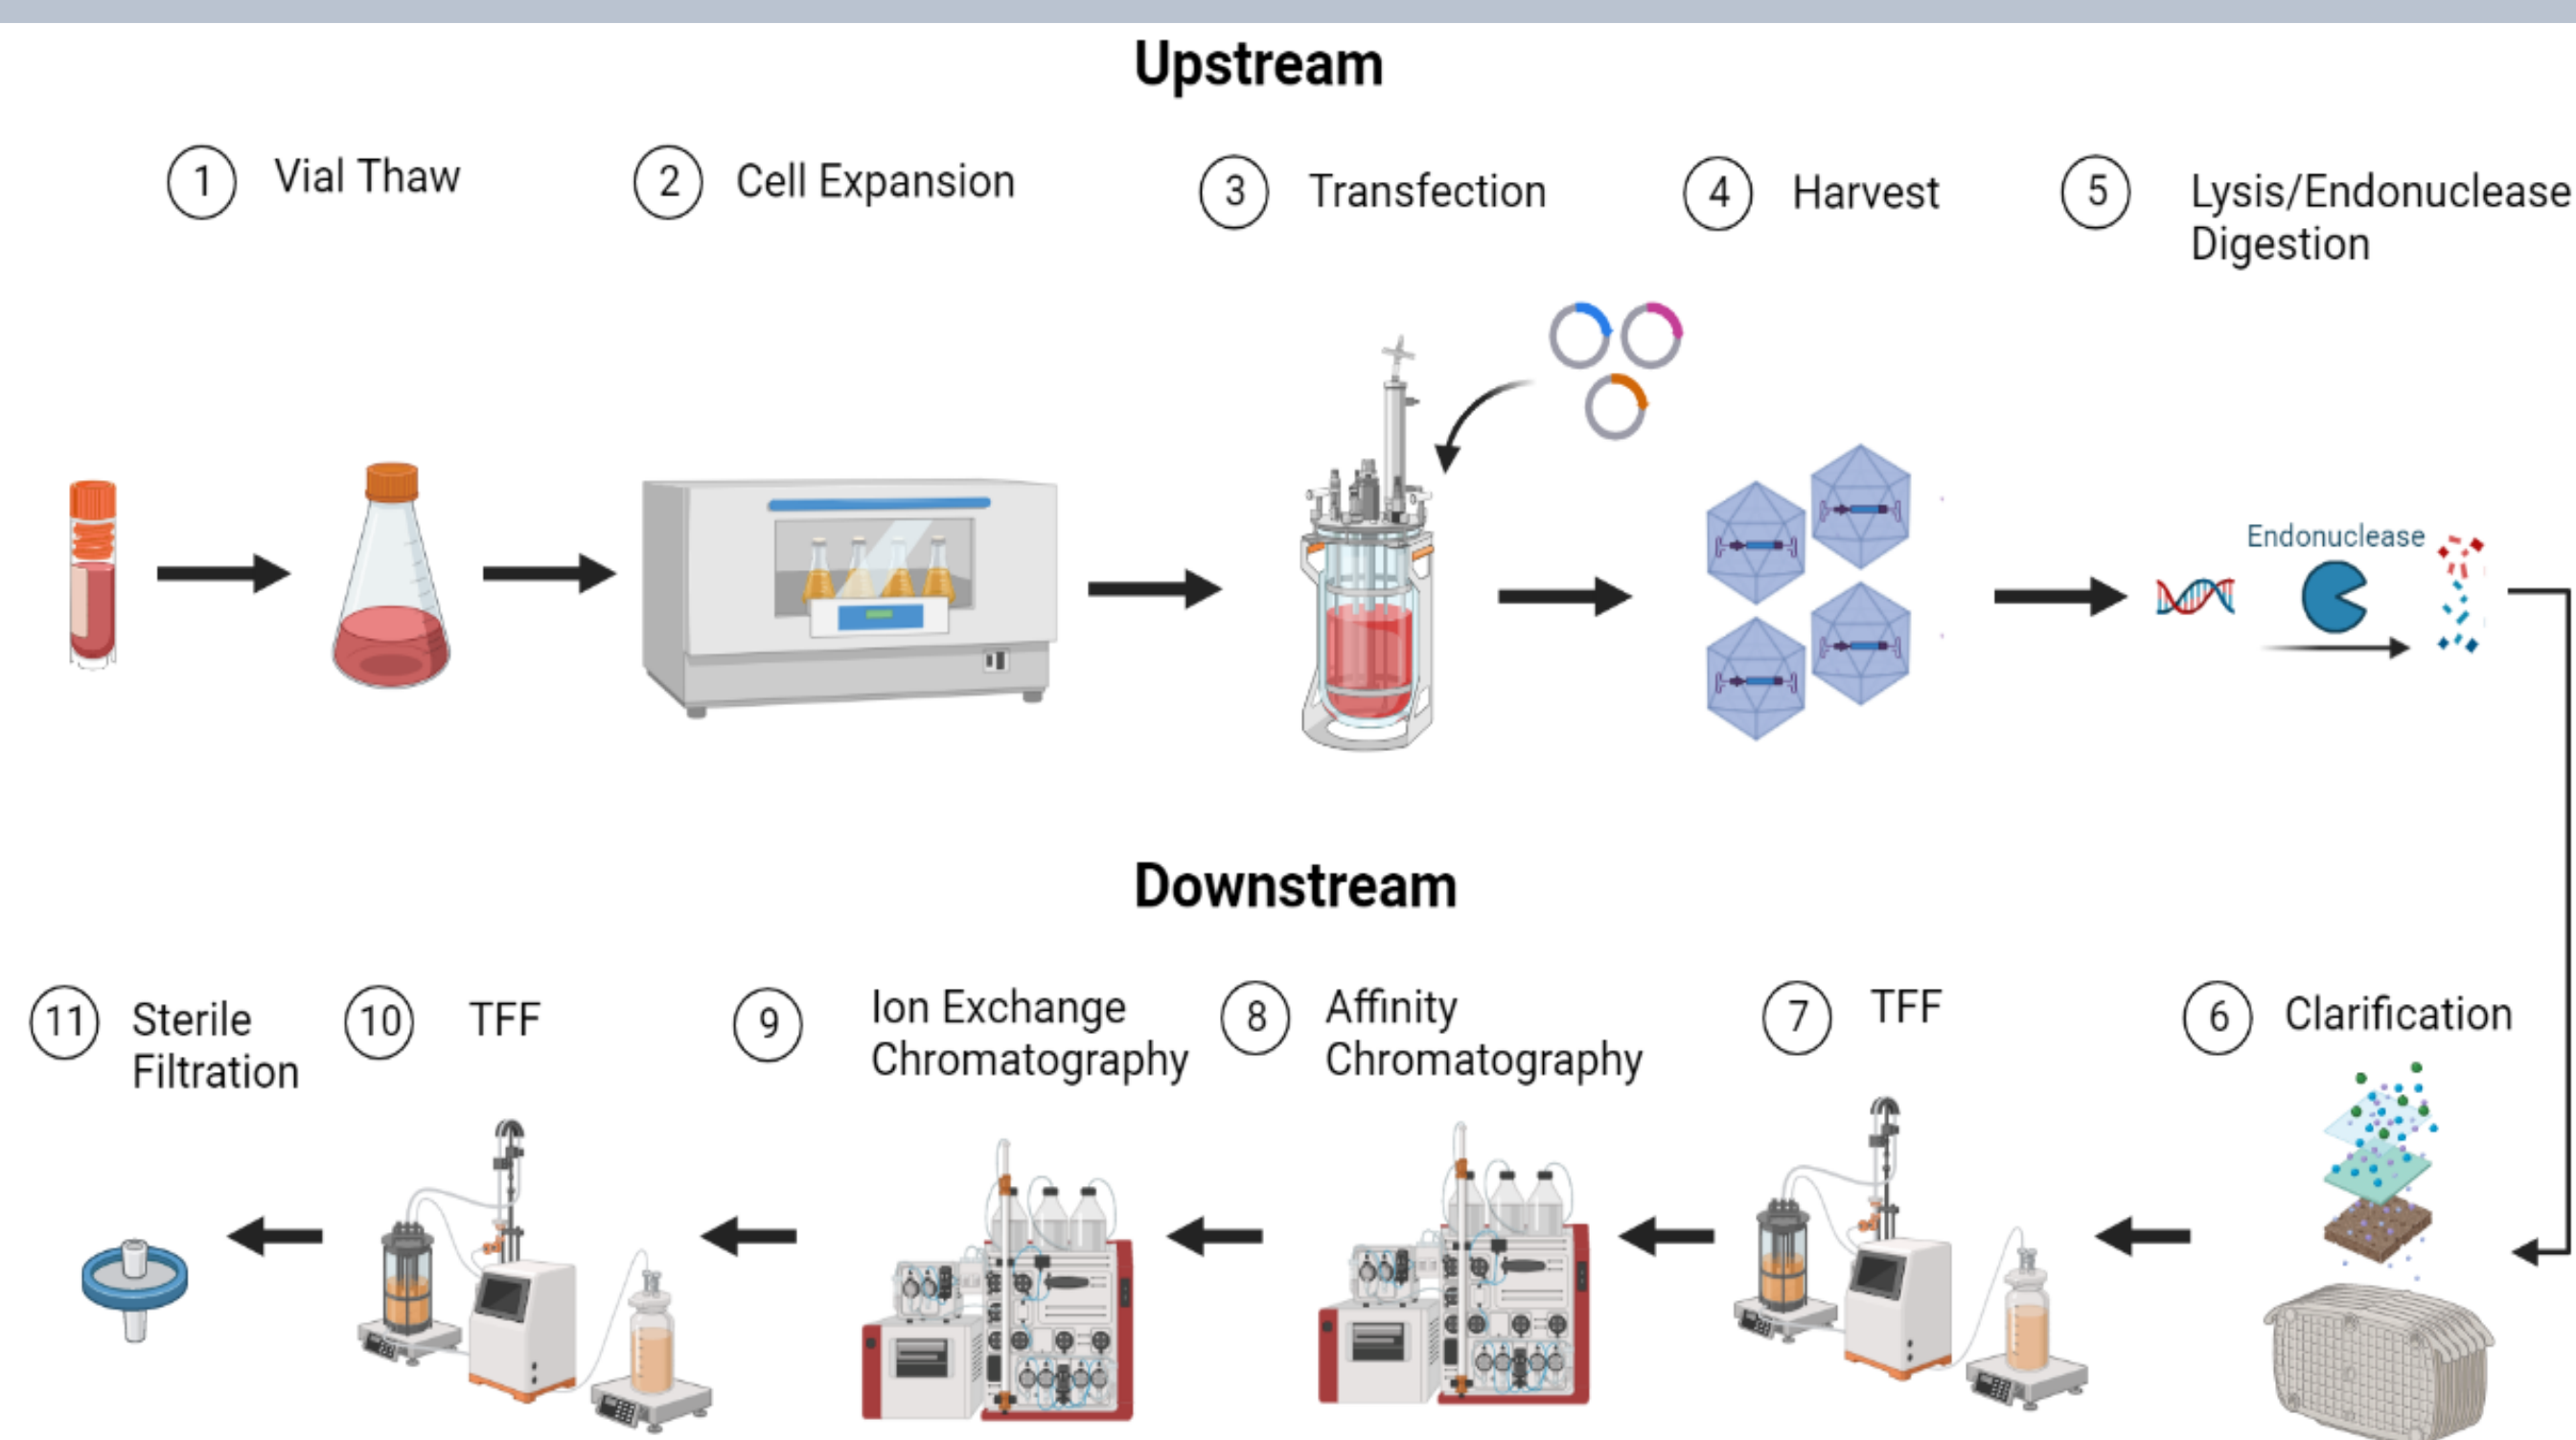 Upstream
1 Vial Thaw
2 Cell Expansion
3 Transfection
4 Harvest
5 Lysis/Endonuclease
Digestion
Endonuclease
Downstream
11 Sterile
Filtration
10 TFF
9 Ion Exchange
Chromatography
8 Affinity
Chromatography
7 TFF
6 Clarification